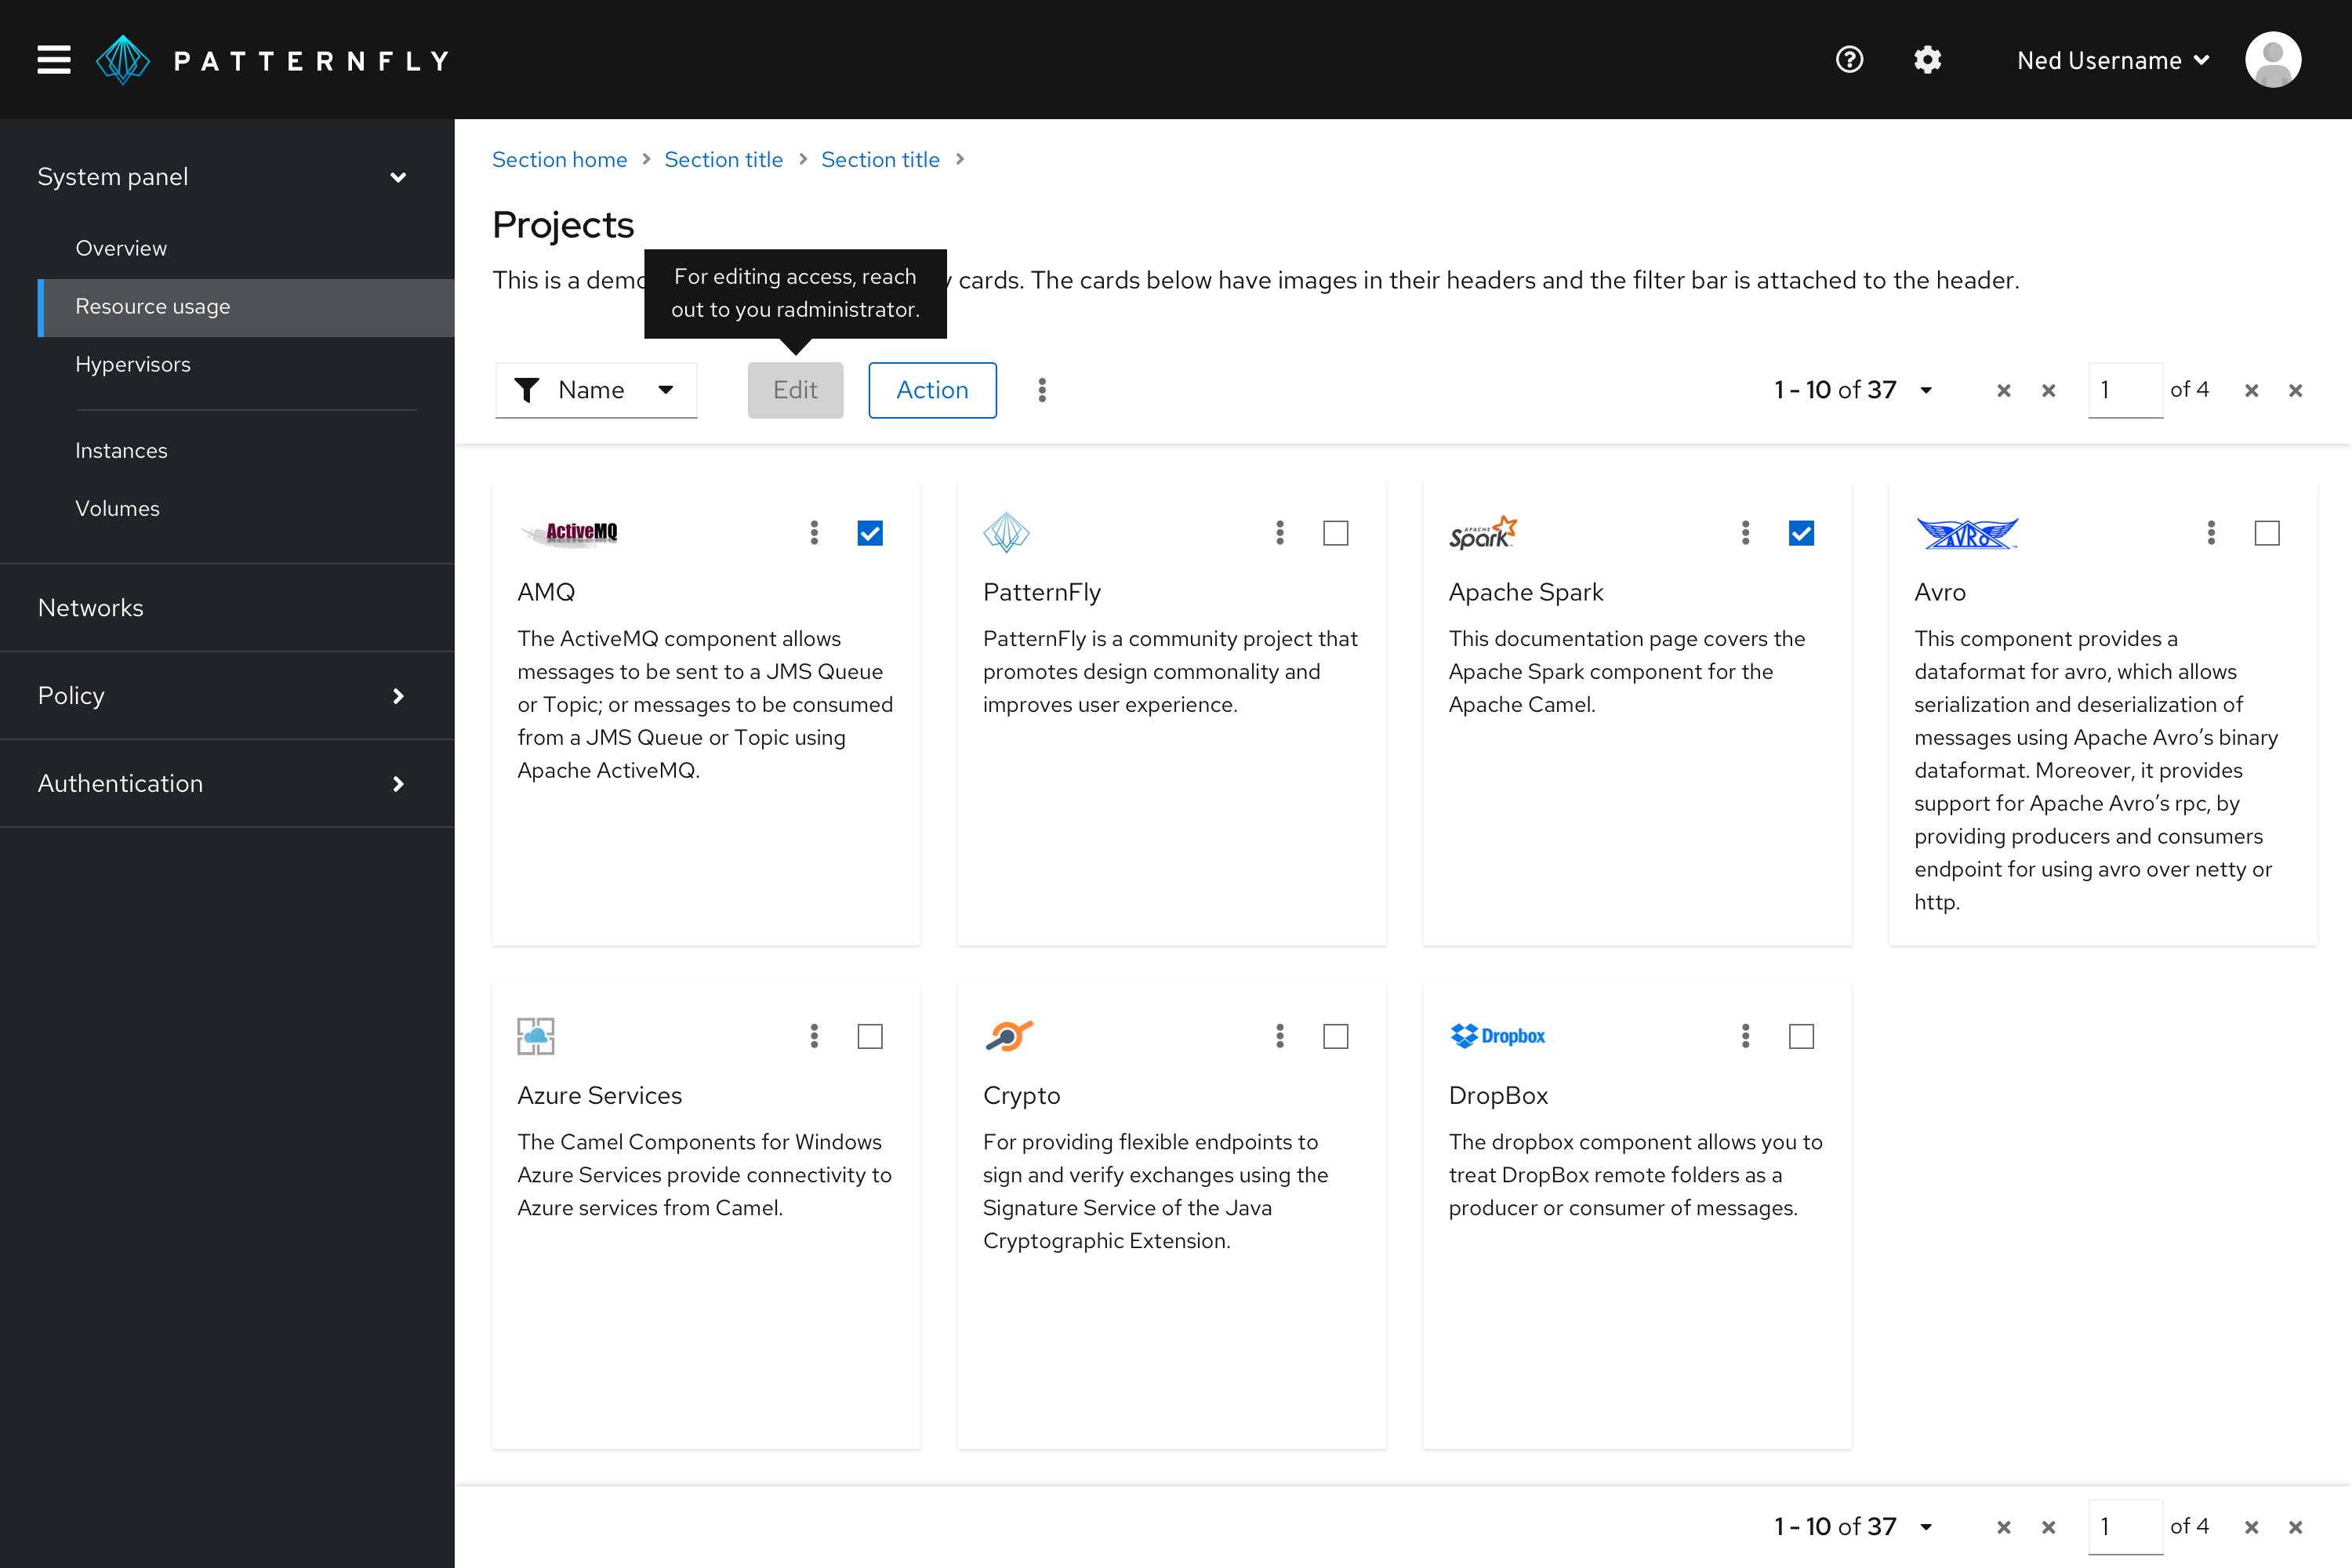 PATTERNFLY
Ned Username
System panel
Overview
Resource usage
Hypervisors
Instances
Volumes
Networks
Policy
Authentication
Section home
Section title
Section title
Projects
This is a demo
For editing access, reach
out to you radministrator.
cards. The cards below have images in their headers and the filter bar is attached to the header.
Name
Edit
Action
1 - 10 of 37
1
of 4
ActiveMQ
AMQ
The ActiveMQ component allows
messages to be sent to a JMS Queue
or Topic; or messages to be consumed
from a JMS Queue or Topic using
Apache ActiveMQ.
PatternFly
PatternFly is a community project that
promotes design commonality and
improves user experience.
APACHE
Spark
Apache Spark
This documentation page covers the
Apache Spark component for the
Apache Camel.
AVRO
Avro
This component provides a
dataformat for avro, which allows
serialization and deserialization of
messages using Apache Avro’s binary
dataformat. Moreover, it provides
support for Apache Avro’s rpc, by
providing producers and consumers
endpoint for using avro over netty or
http.
Azure Services
The Camel Components for Windows
Azure Services provide connectivity to
Azure services from Camel.
Crypto
For providing flexible endpoints to
sign and verify exchanges using the
Signature Service of the Java
Cryptographic Extension.
Dropbox
DropBox
The dropbox component allows you to
treat DropBox remote folders as a
producer or consumer of messages.
1 - 10 of 37
1
of 4